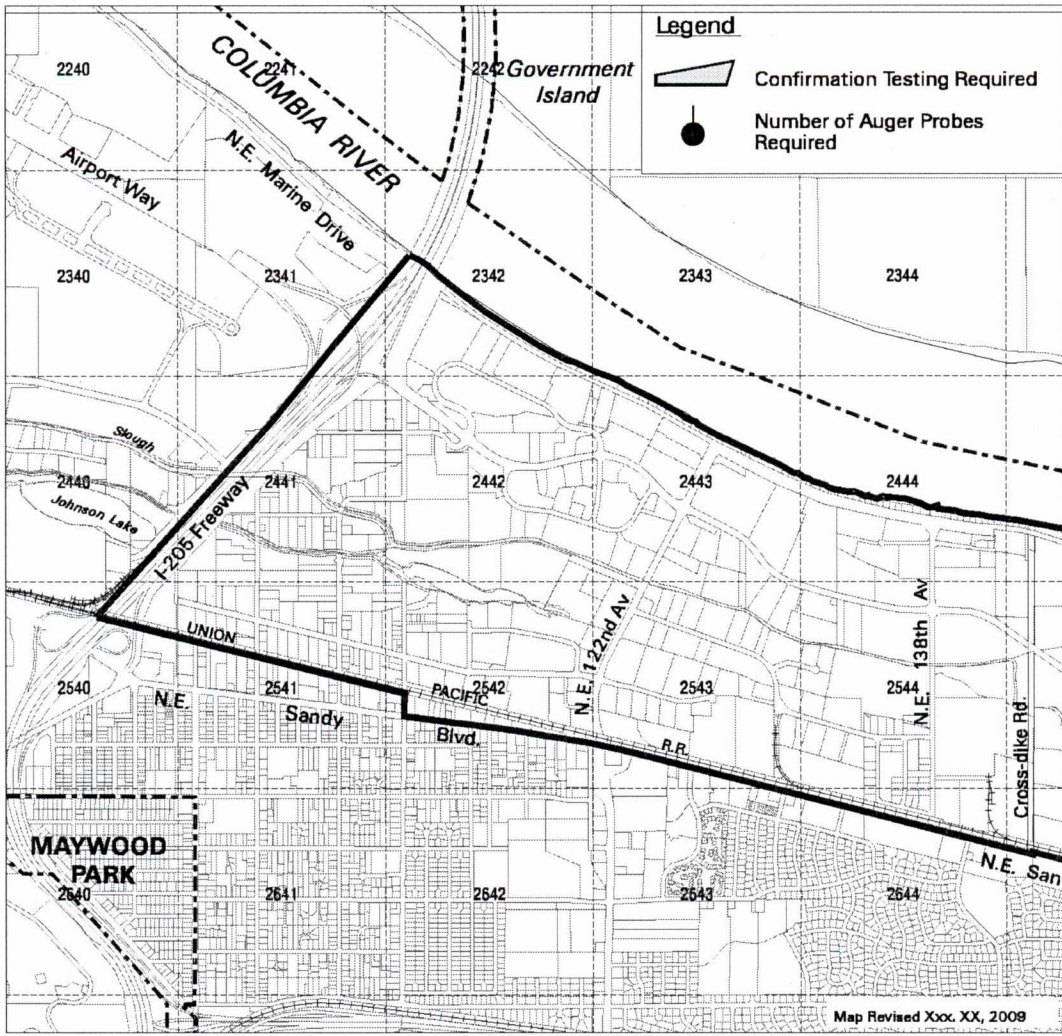 Legend
Confirmation Testing Required
Number of Auger Probes
Required
2240
2241
2242
COLUMBIA RIVER
Government
Island
N.E. Marine Drive
Airport Way
2340
2341
2342
2343
2344
Slough
2440
Johnson Lake
2441
2442
2443
2444
I-205 Freeway
UNION
PACIFIC
R.R.
N.E. 122nd Av
N.E. 138th Av
Cross-dike Rd.
2540
2541
2542
2543
2544
N.E. Sandy Blvd.
MAYWOOD
PARK
2640
2641
2642
2643
2644
N.E. San
Map Revised Xxx. XX, 2009